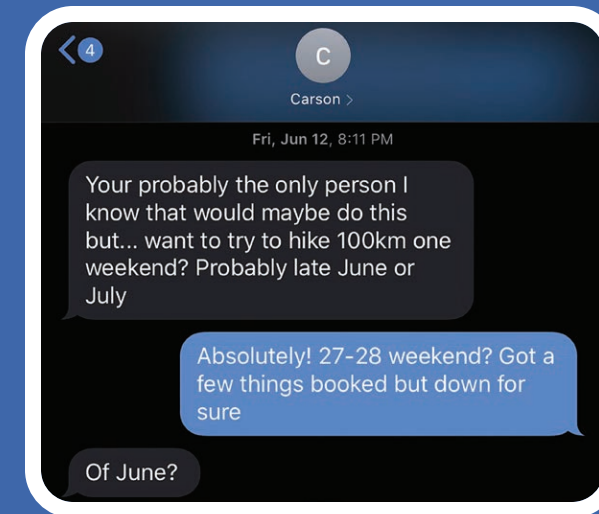 4
C
Carson >
Fri, Jun 12, 8:11 PM
Your probably the only person I
know that would maybe do this
but... want to try to hike 100km one
weekend? Probably late June or
July
Absolutely! 27-28 weekend? Got a
few things booked but down for
sure
Of June?